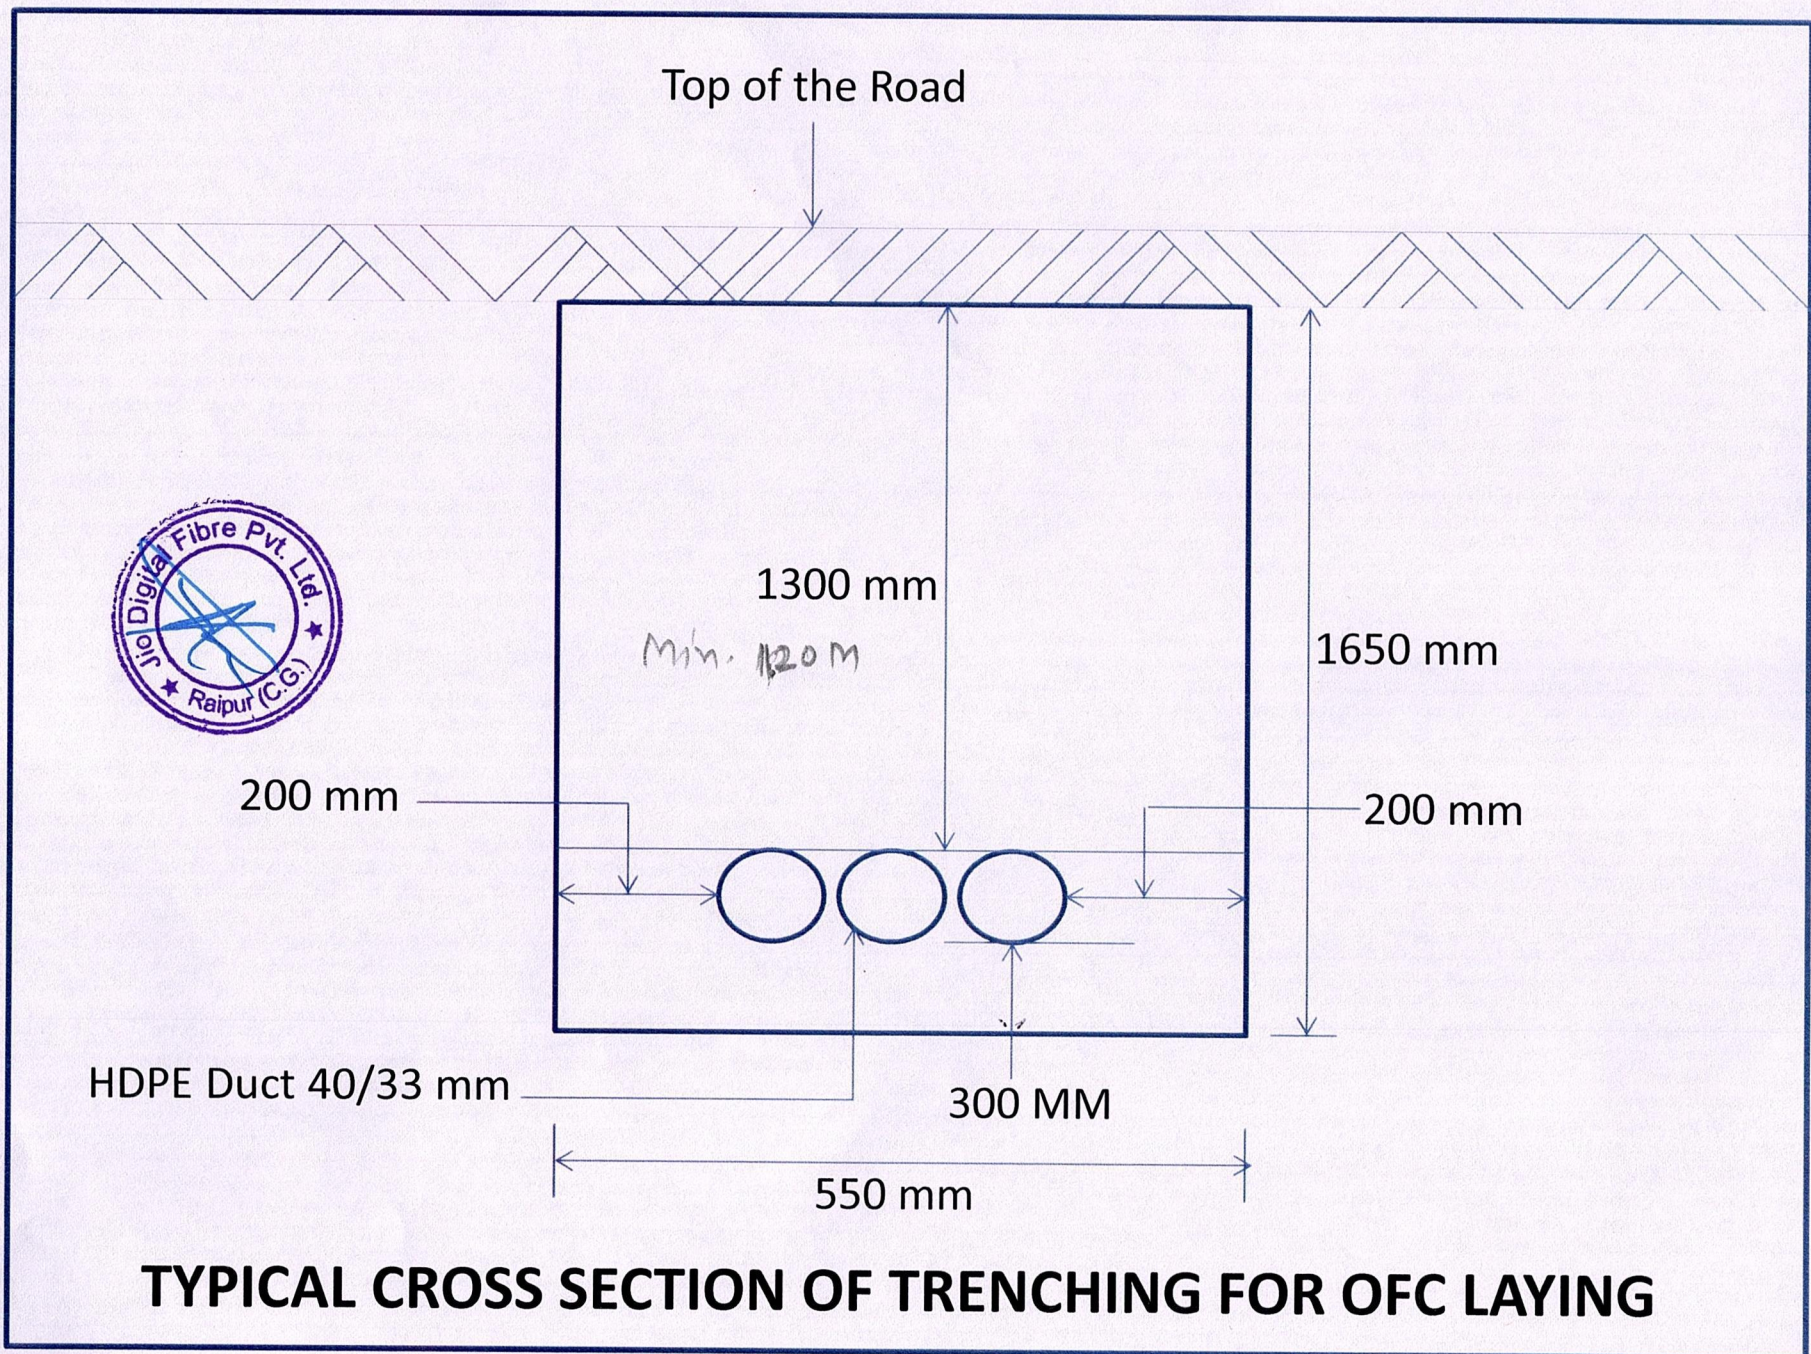 Top of the Road
1300 mm
Min. 1.20 M
1650 mm
Jio Digital Fibre Pvt. Ltd. ★
★ Raipur (C.G.)
200 mm
200 mm
HDPE Duct 40/33 mm
300 MM
550 mm
TYPICAL CROSS SECTION OF TRENCHING FOR OFC LAYING